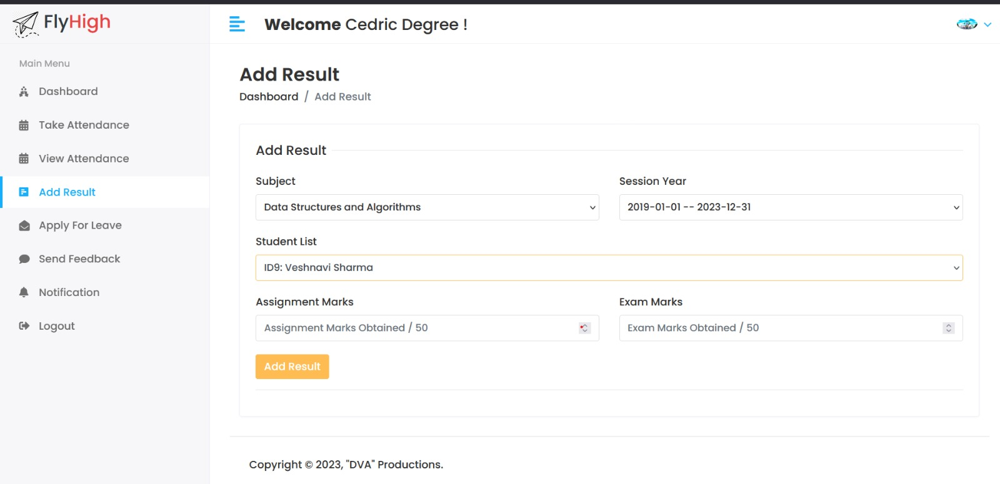 FlyHigh
Welcome Cedric Degree !
Main Menu
Dashboard
Take Attendance
View Attendance
Add Result
Apply For Leave
Send Feedback
Notification
Logout
Add Result
Dashboard / Add Result
Add Result
Subject
Session Year
Data Structures and Algorithms
2019-01-01 -- 2023-12-31
Student List
ID9: Veshnavi Sharma
Assignment Marks
Exam Marks
Assignment Marks Obtained / 50
Exam Marks Obtained / 50
Add Result
Copyright © 2023, "DVA" Productions.